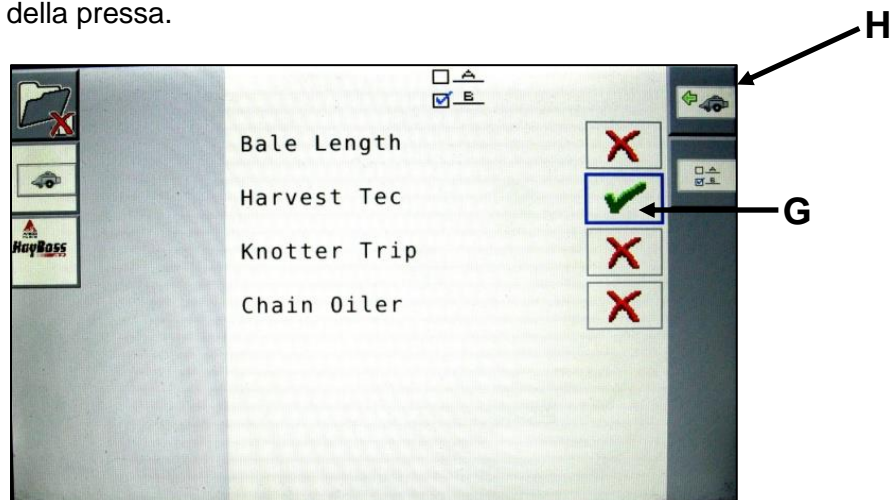 della pressa.
H
A
B
Bale Length
Harvest Tec
G
HayBoss
Knotter Trip
Chain Oiler